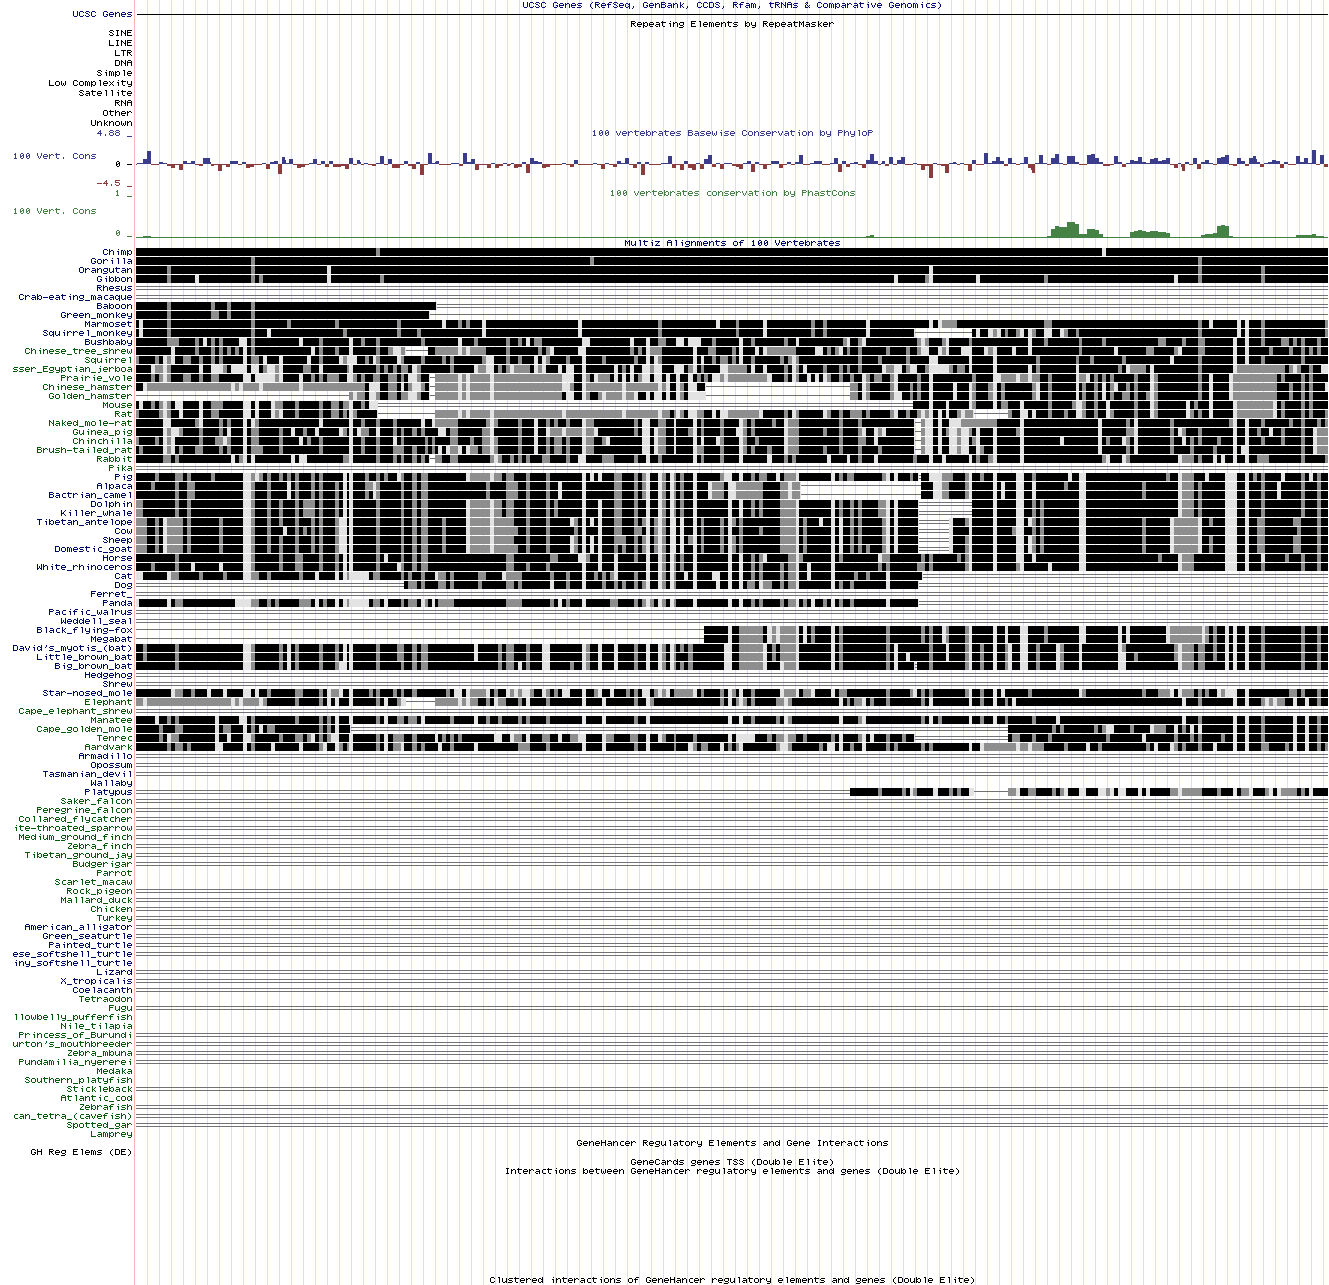 UCSC Genes (RefSeq, GenBank, CCDS, Rfam, tRNAs & Comparative Genomics)
UCSC Genes
Repeating Elements by RepeatMasker
SINE
LINE
LTR
DNA
Simple
Low Complexity
Satellite
RNA
Other
Unknown
4.88 _
100 vertebrates Basewise Conservation by PhyloP
100 Vert. Cons
0 _
-4.5 _
1 _
100 vertebrates conservation by PhastCons
100 Vert. Cons
0 _
Multiz Alignments of 100 Vertebrates
Chimp
Gorilla
Orangutan
Gibbon
Rhesus
Crab-eating_macaque
Baboon
Green_monkey
Marmoset
Squirrel_monkey
Bushbaby
Chinese_tree_shrew
Squirrel
sser_Egyptian_jerboa
Prairie_vole
Chinese_hamster
Golden_hamster
Mouse
Rat
Naked_mole-rat
Guinea_pig
Chinchilla
Brush-tailed_rat
Rabbit
Pika
Pig
Alpaca
Bactrian_camel
Dolphin
Killer_whale
Tibetan_antelope
Cow
Sheep
Domestic_goat
Horse
White_rhinoceros
Cat
Dog
Ferret_
Panda
Pacific_walrus
Weddell_seal
Black_flying-fox
Megabat
David's_myotis_(bat)
Little_brown_bat
Big_brown_bat
Hedgehog
Shrew
Star-nosed_mole
Elephant
Cape_elephant_shrew
Manatee
Cape_golden_mole
Tenrec
Aardvark
Armadillo
Opossum
Tasmanian_devil
Wallaby
Platypus
Saker_falcon
Peregrine_falcon
Collared_flycatcher
ite-throated_sparrow
Medium_ground_finch
Zebra_finch
Tibetan_ground_jay
Budgerigar
Parrot
Scarlet_macaw
Rock_pigeon
Mallard_duck
Chicken
Turkey
American_alligator
Green_seaturtle
Painted_turtle
ese_softshell_turtle
iny_softshell_turtle
Lizard
X_tropicalis
Coelacanth
Tetraodon
Fugu
llowbelly_pufferfish
Nile_tilapia
Princess_of_Burundi
urton's_mouthbreeder
Zebra_mbuna
Pundamilia_nyererei
Medaka
Southern_platyfish
Stickleback
Atlantic_cod
Zebrafish
can_tetra_(cavefish)
Spotted_gar
Lamprey
GeneHancer Regulatory Elements and Gene Interactions
GH Reg Elems (DE)
GeneCards genes TSS (Double Elite)
Interactions between GeneHancer regulatory elements and genes (Double Elite)
Clustered interactions of GeneHancer regulatory elements and genes (Double Elite)